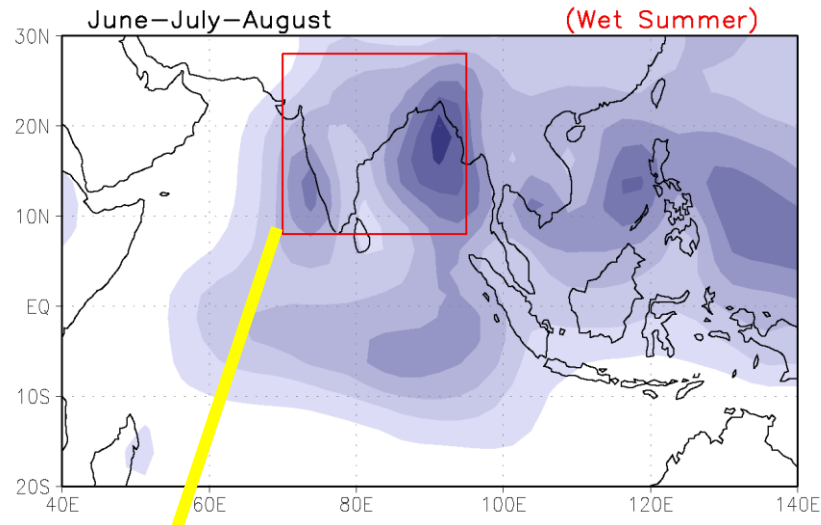 June-July-August (Wet Summer)
30N
20N
10N
EQ
10S
20S
40E 60E 80E 100E 120E 140E